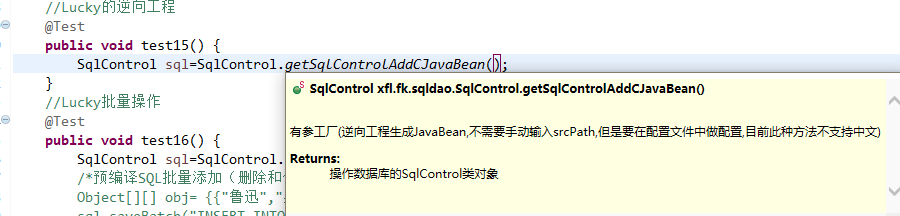 //Lucky的逆向工程
@Test
public void test15() {
SqlControl sql=SqlControl.getSqlControlAddCJavaBean();
}
//Lucky批量操作
@Test
public void test16() {
SqlControl sql=SqlControl.
/*预编译SQL批量添加（删除和
Object[][] obj= {{"鲁迅",
sql.saveBatch("INSERT INTO
SqlControl xfl.fk.sqldao.SqlControl.getSqlControlAddCJavaBean()
有参工厂(逆向工程生成JavaBean,不需要手动输入srcPath,但是要在配置文件中做配置,目前此种方法不支持中文)
Returns:
操作数据库的SqlControl类对象